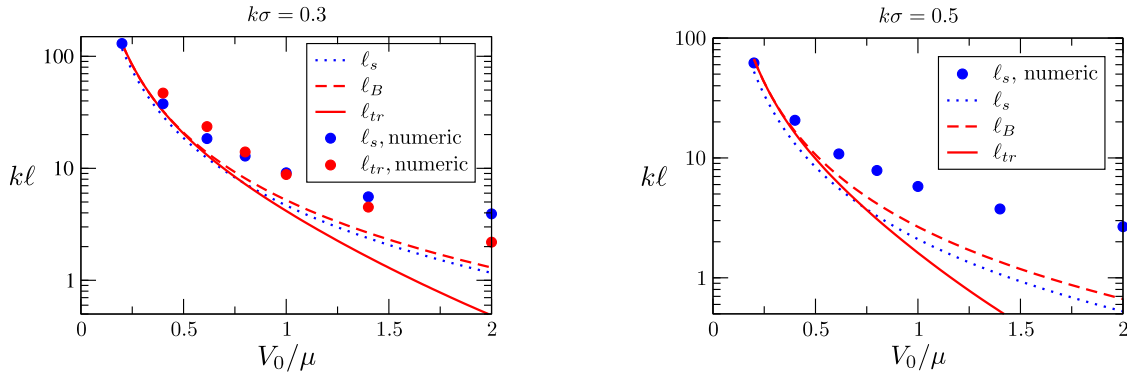 kσ = 0.3
100
10
1
kℓ
ℓ_s
ℓ_B
ℓ_tr
ℓ_s, numeric
ℓ_tr, numeric
0 0.5 1 1.5 2
V_0/μ
kσ = 0.5
100
10
1
kℓ
ℓ_s, numeric
ℓ_s
ℓ_B
ℓ_tr
0 0.5 1 1.5 2
V_0/μ